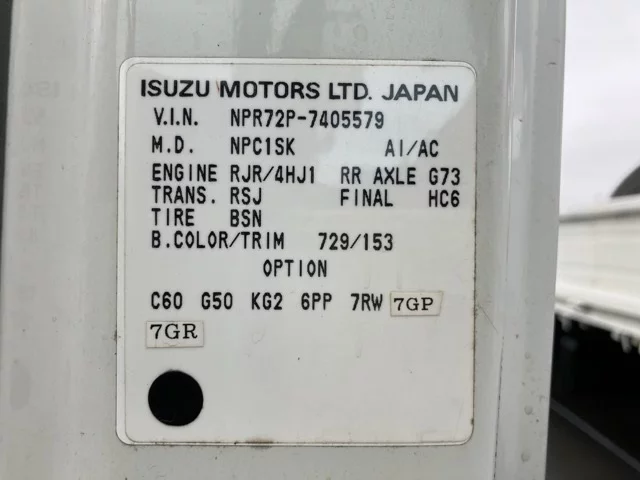 ISUZU MOTORS LTD. JAPAN
V.I.N. NPR72P-7405579
M.D. NPC1SK AI/AC
ENGINE RJR/4HJ1 RR AXLE G73
TRANS. RSJ FINAL HC6
TIRE BSN
B.COLOR/TRIM 729/153
OPTION
C60 G50 KG2 6PP 7RW 7GP
7GR